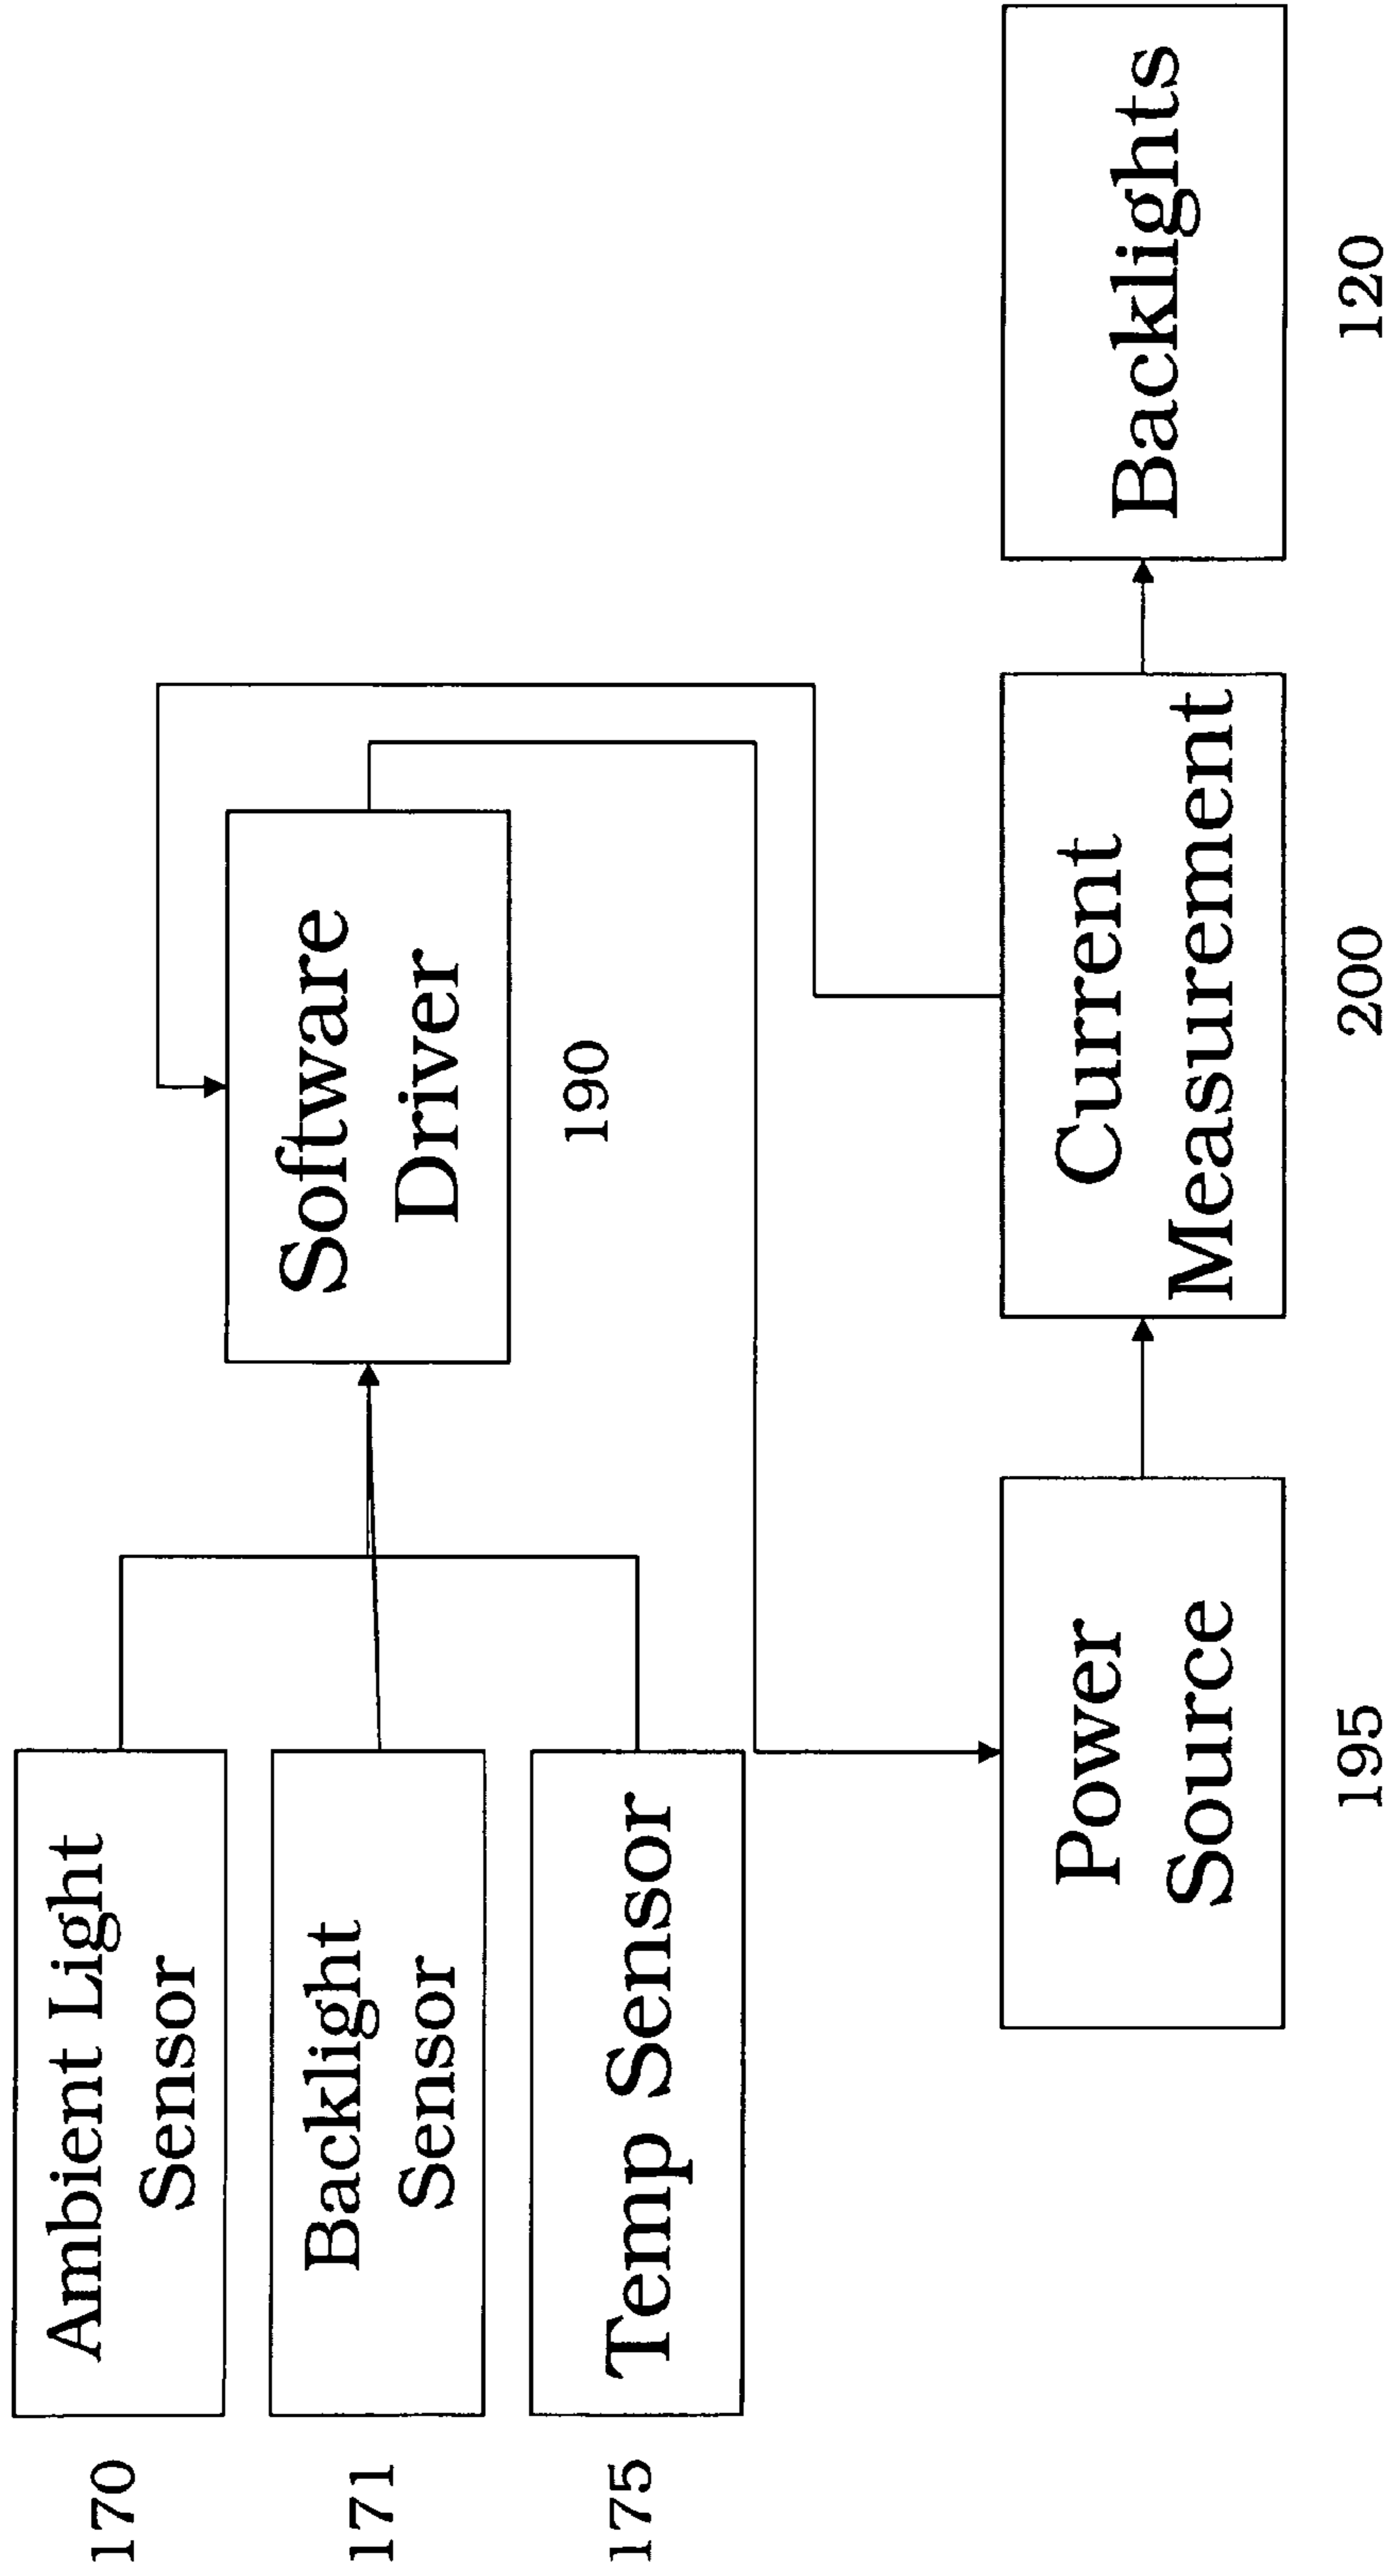 170
Ambient Light
Sensor
171
Backlight
Sensor
175
Temp Sensor
Software
Driver
190
Power
Source
195
Current
Measurement
200
Backlights
120